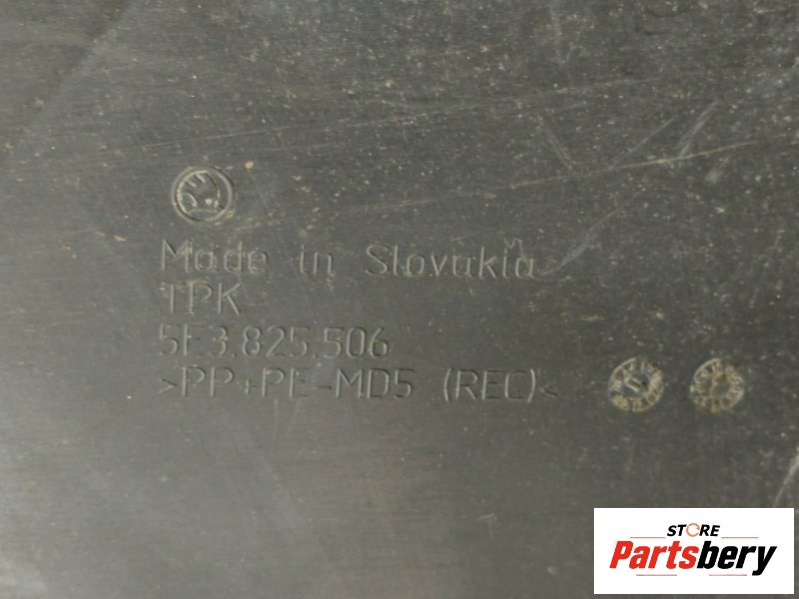 Made in Slovakia
TPK
5E3.825.506
>PP+PE-MD5 (REC)<
STORE
Partsbery